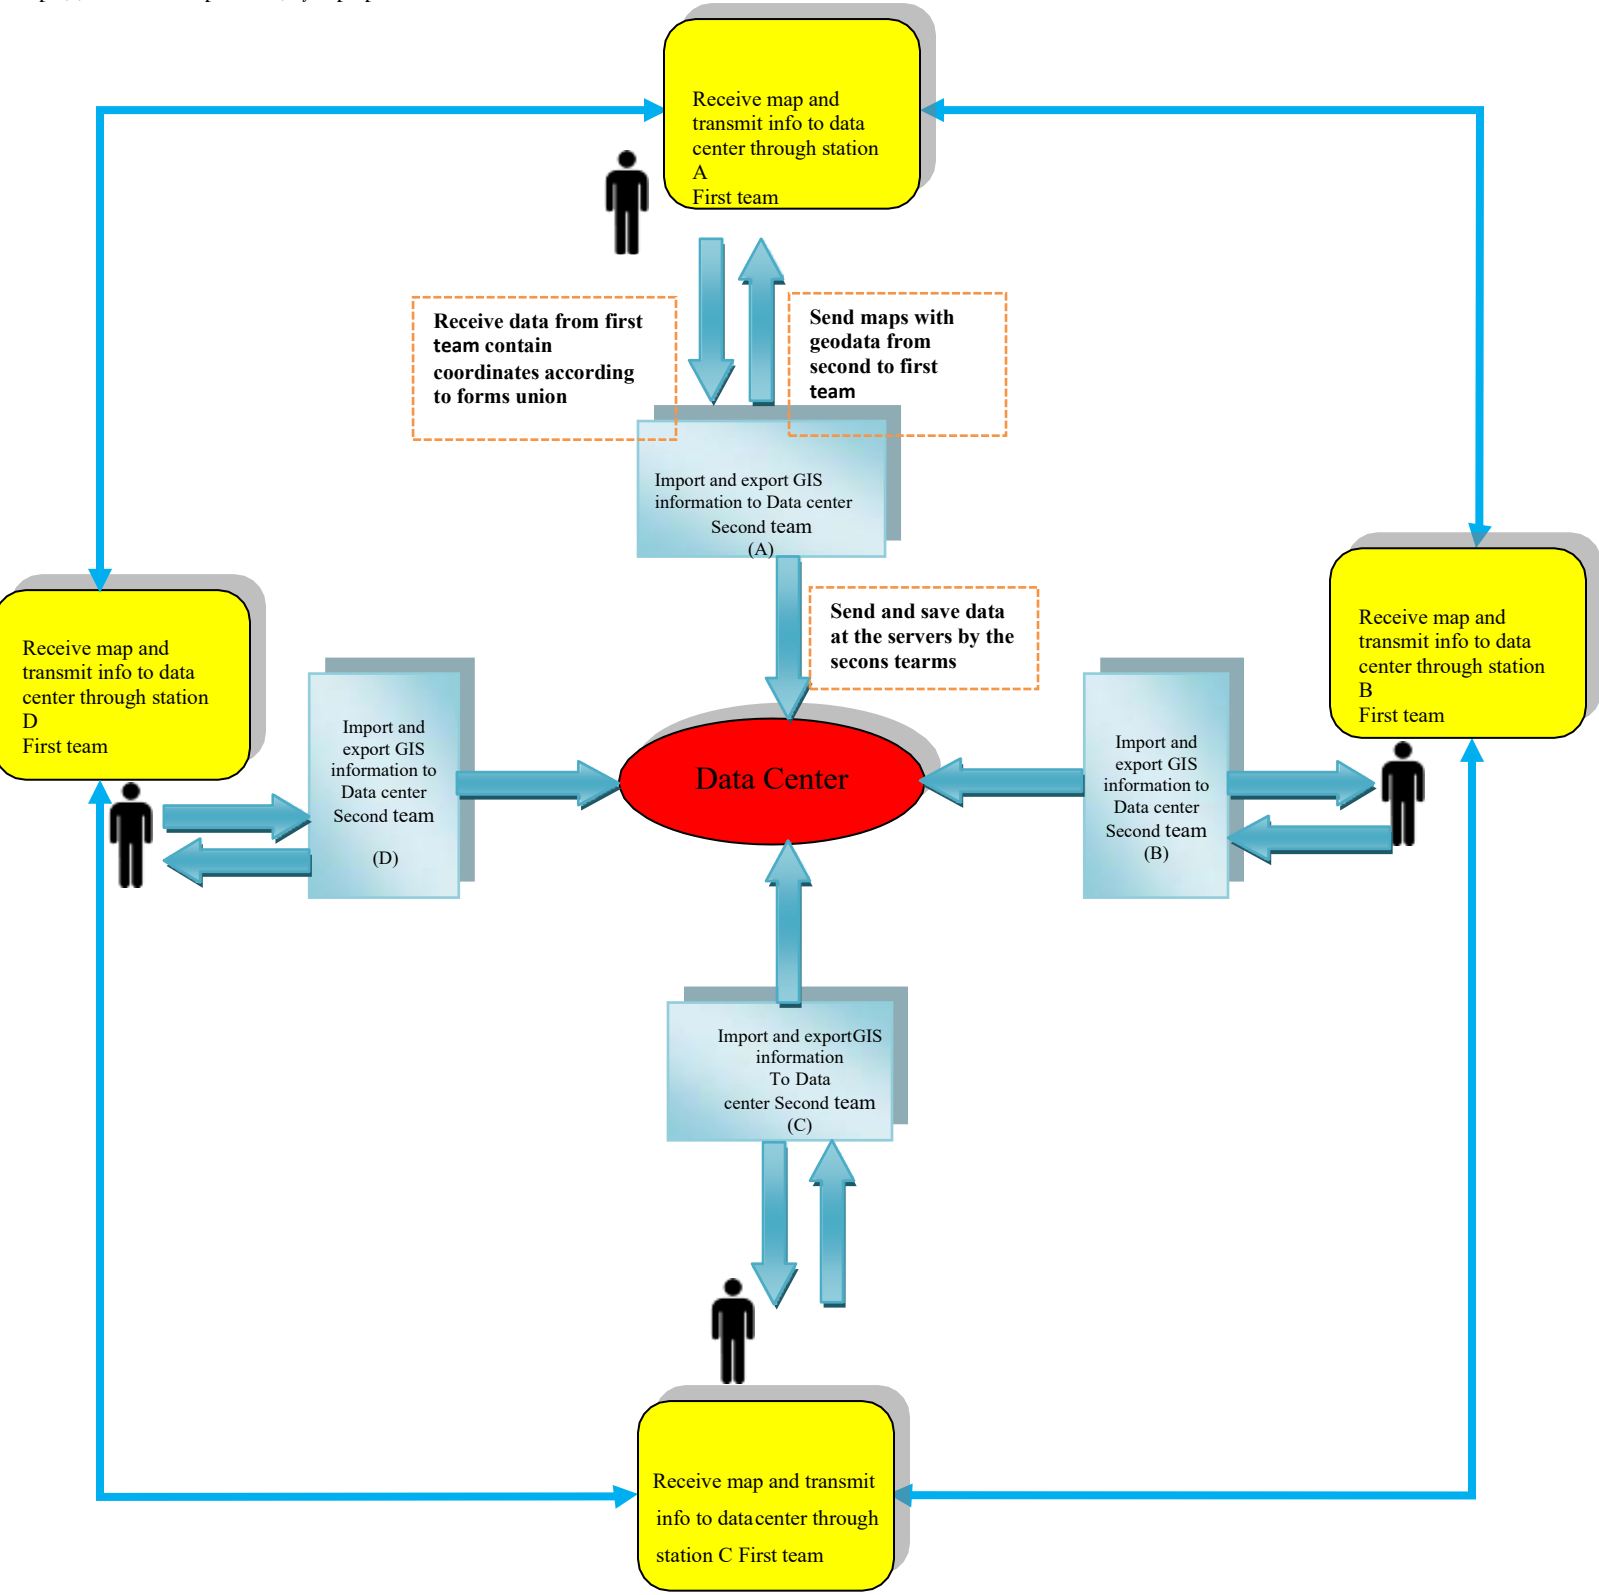 Receive map and
transmit info to data
center through station
A
First team
Receive data from first
team contain
coordinates according
to forms union
Send maps with
geodata from
second to first
team
Import and export GIS
information to Data center
Second team
(A)
Send and save data
at the servers by the
secons tearms
Receive map and
transmit info to data
center through station
D
First team
Import and
export GIS
information to
Data center
Second team
(D)
Data Center
Import and
export GIS
information to
Data center
Second team
(B)
Receive map and
transmit info to data
center through station
B
First team
Import and exportGIS
information
To Data
center Second team
(C)
Receive map and transmit
info to datacenter through
station C First team